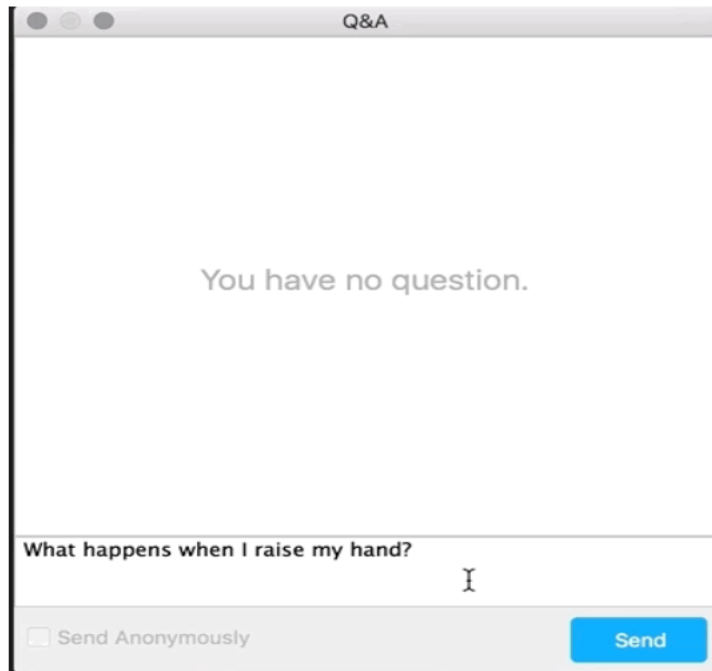 Q&A
You have no question.
What happens when I raise my hand?
Send Anonymously
Send